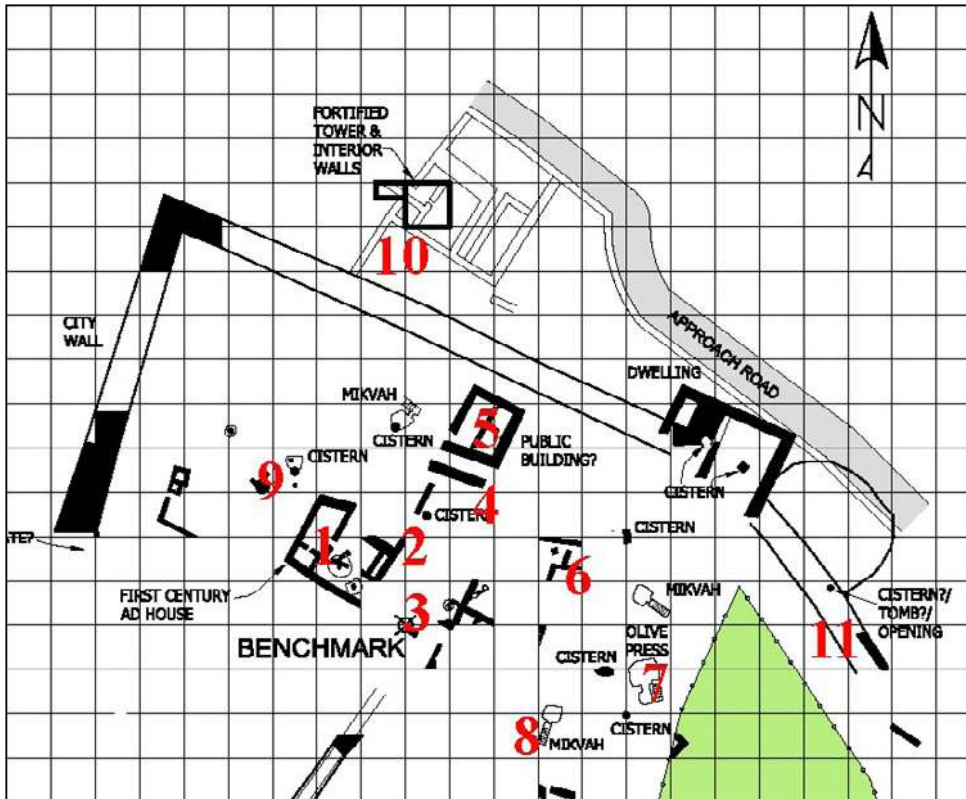 N
FORTIFIED
TOWER &
INTERIOR
WALLS
10
CITY
WALL
APPROACH ROAD
DWELLING
MIKVAH
CISTERN
5
PUBLIC
BUILDING?
CISTERN
9
CISTERN
4
CISTERN
CISTERN
ATE?
1
2
6
FIRST CENTURY
AD HOUSE
MIKVAH
CISTERN?/
TOMB?/
OPENING
3
11
BENCHMARK
OLIVE
PRESS
CISTERN
7
8
MIKVAH
CISTERN